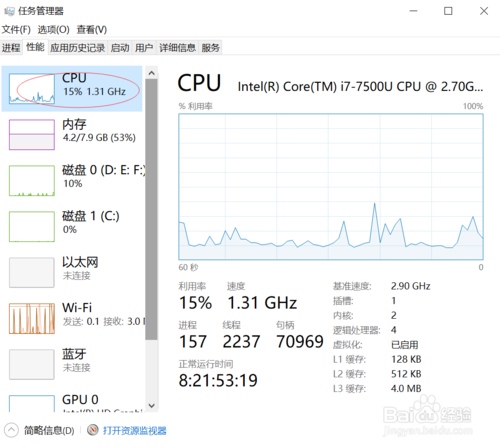 任务管理器
文件(F) 选项(O) 查看(V)
进程 性能 应用历史记录 启动 用户 详细信息 服务
CPU
15% 1.31 GHz
内存
4.2/7.9 GB (53%)
磁盘 0 (D: E: F:)
10%
磁盘 1 (C:)
0%
以太网
未连接
Wi-Fi
发送: 0.1 接收: 3.0
蓝牙
未连接
GPU 0
CPU Intel(R) Core(TM) i7-7500U CPU @ 2.70G...
% 利用率 100%
60 秒 0
利用率 速度
15% 1.31 GHz
进程 线程 句柄
157 2237 70969
正常运行时间
8:21:53:19
基准速度: 2.90 GHz
插槽: 1
内核: 2
逻辑处理器: 4
虚拟化: 已启用
L1 缓存: 128 KB
L2 缓存: 512 KB
L3 缓存: 4.0 MB
简略信息(D) 打开资源监视器
Baidu 经验